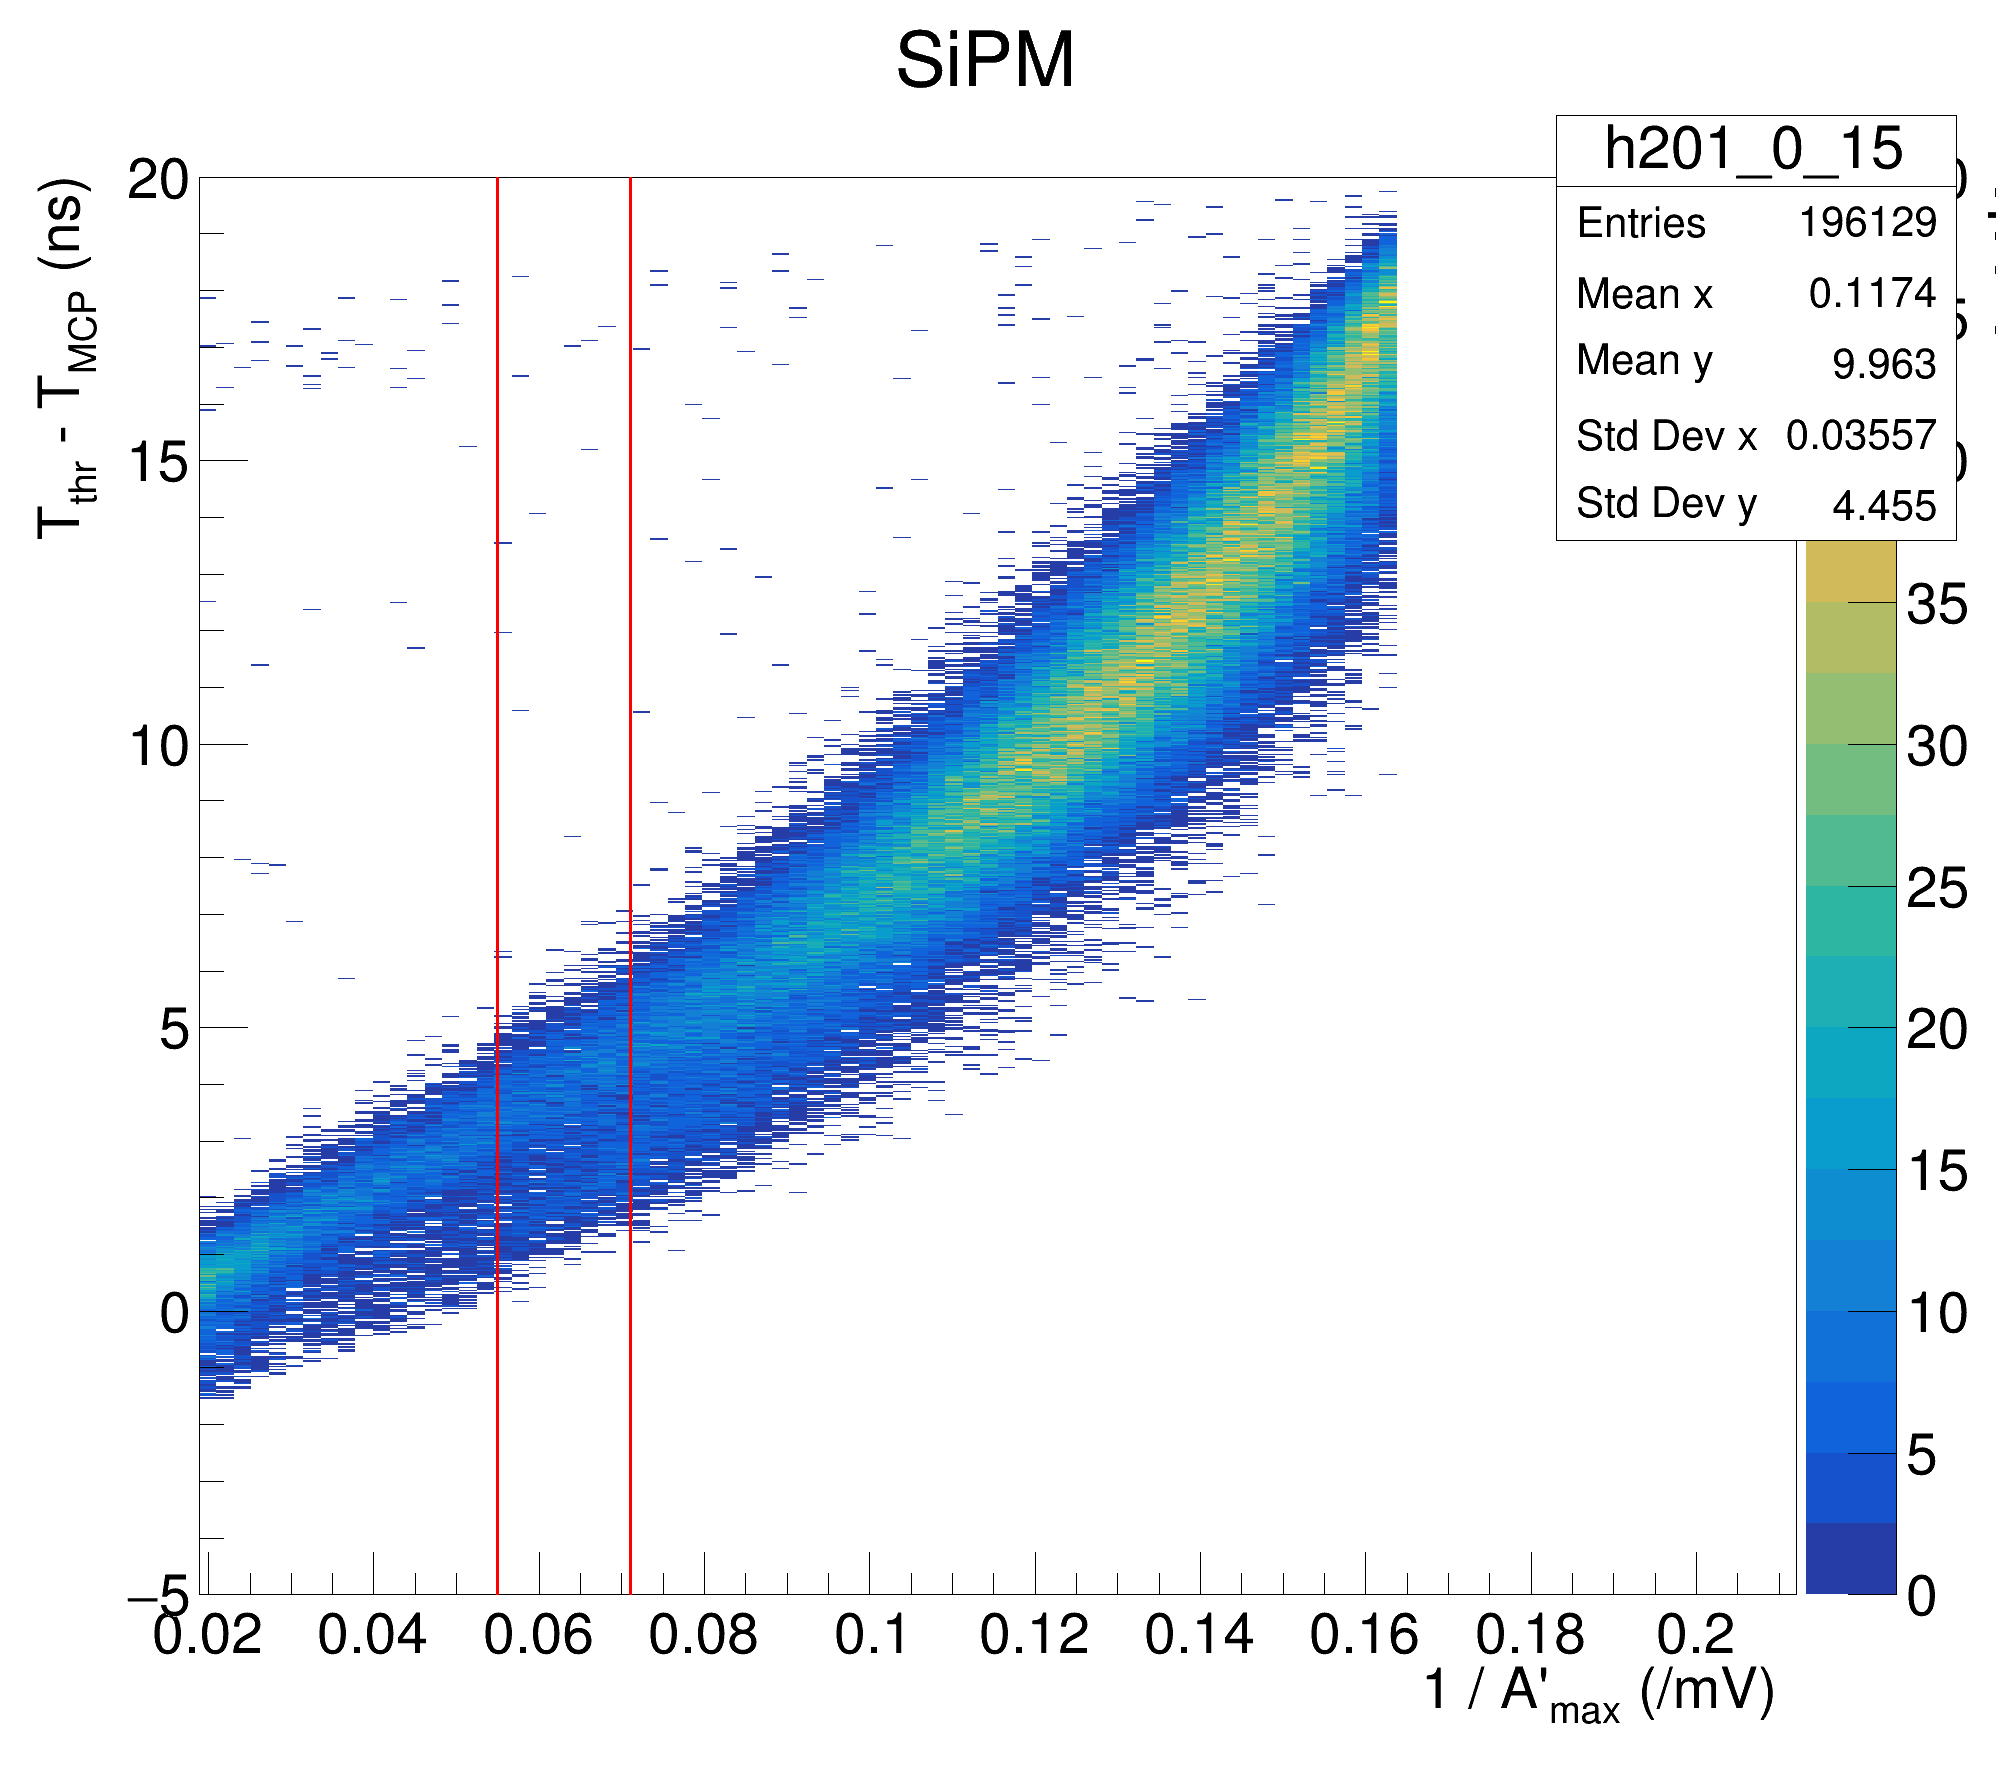 SiPM
h201_0_15
Entries 196129
Mean x 0.1174
Mean y 9.963
Std Dev x 0.03557
Std Dev y 4.455
T_thr - T_MCP (ns)
20
15
10
5
0
−5
0.02 0.04 0.06 0.08 0.1 0.12 0.14 0.16 0.18 0.2
1 / A'_max (/mV)
35
30
25
20
15
10
5
0